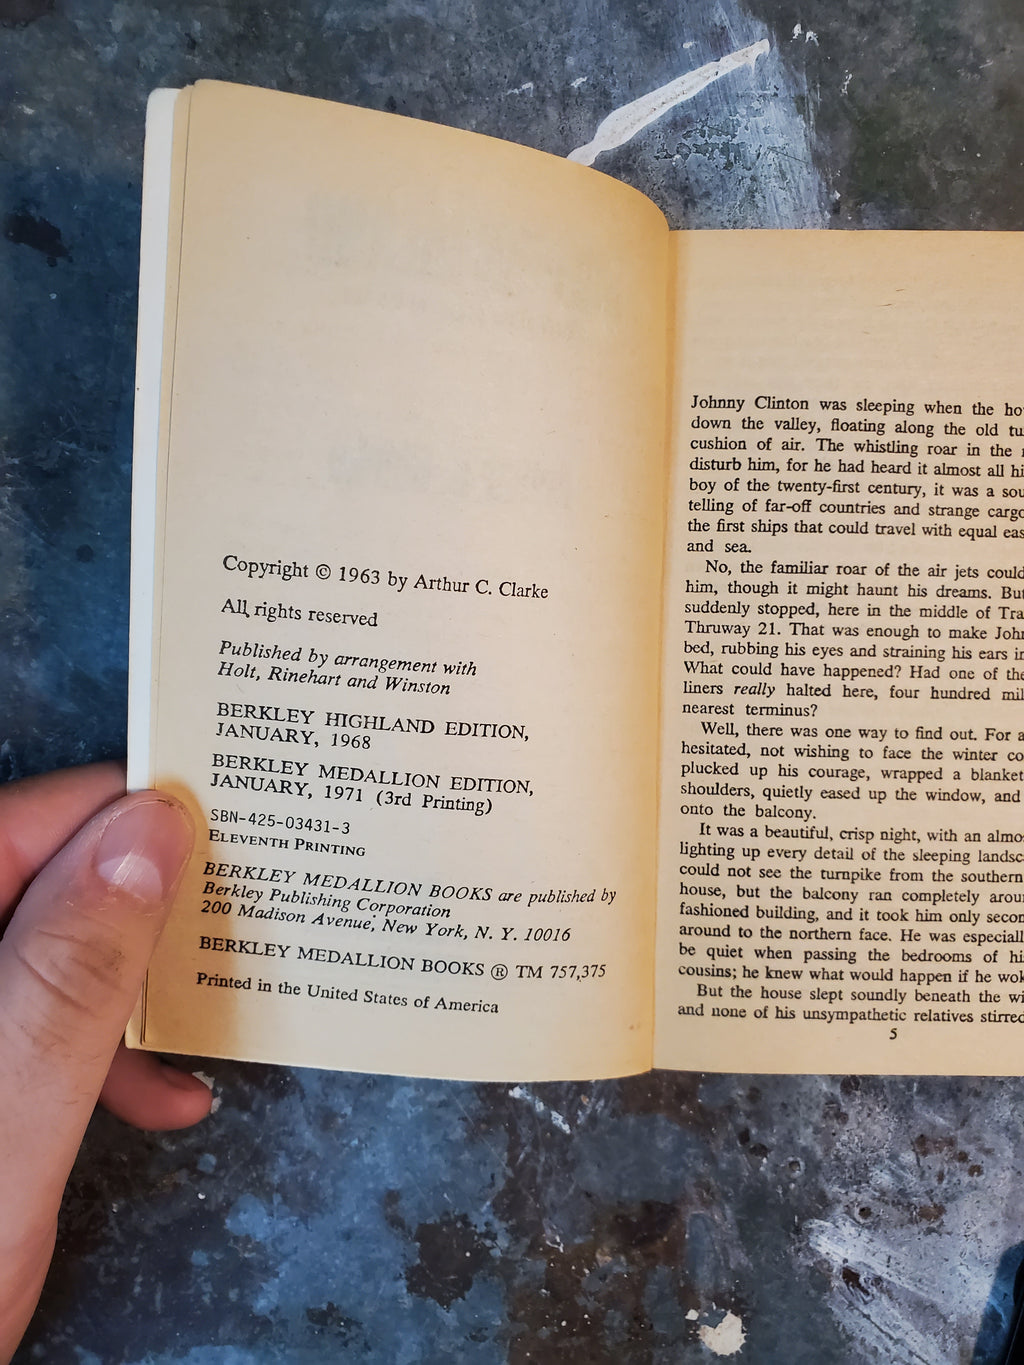 Copyright © 1963 by Arthur C. Clarke
All rights reserved
Published by arrangement with
Holt, Rinehart and Winston
BERKLEY HIGHLAND EDITION,
JANUARY, 1968
BERKLEY MEDALLION EDITION,
JANUARY, 1971 (3rd Printing)
SBN-425-03431-3
ELEVENTH PRINTING
BERKLEY MEDALLION BOOKS are published by
Berkley Publishing Corporation
200 Madison Avenue, New York, N. Y. 10016
BERKLEY MEDALLION BOOKS ® TM 757,375
Printed in the United States of America
Johnny Clinton was sleeping when the
down the valley, floating along the old
cushion of air. The whistling roar in the
disturb him, for he had heard it almost all
boy of the twenty-first century, it was a
telling of far-off countries and strange
the first ships that could travel with equal
and sea.
No, the familiar roar of the air jets could
him, though it might haunt his dreams. But
suddenly stopped, here in the middle of
Thruway 21. That was enough to make
bed, rubbing his eyes and straining his ears
What could have happened? Had one of the
liners really halted here, four hundred
nearest terminus?
Well, there was one way to find out. For a
hesitated, not wishing to face the winter
plucked up his courage, wrapped a blanket
shoulders, quietly eased up the window, and
onto the balcony.
It was a beautiful, crisp night, with an
lighting up every detail of the sleeping
could not see the turnpike from the southern
house, but the balcony ran completely
fashioned building, and it took him only
around to the northern face. He was
be quiet when passing the bedrooms of
cousins; he knew what would happen if he
But the house slept soundly beneath the
and none of his unsympathetic relatives stirred
5